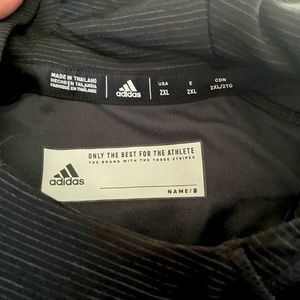 MADE IN THAILAND
HECHO EN TAILANDIA
FABRIQUÉ EN THAÏLANDE
adidas
USA
2XL
E
2XL
CDN
2XL/2TG
ONLY THE BEST FOR THE ATHLETE
THE BRAND WITH THE THREE STRIPES
adidas
NAME/#